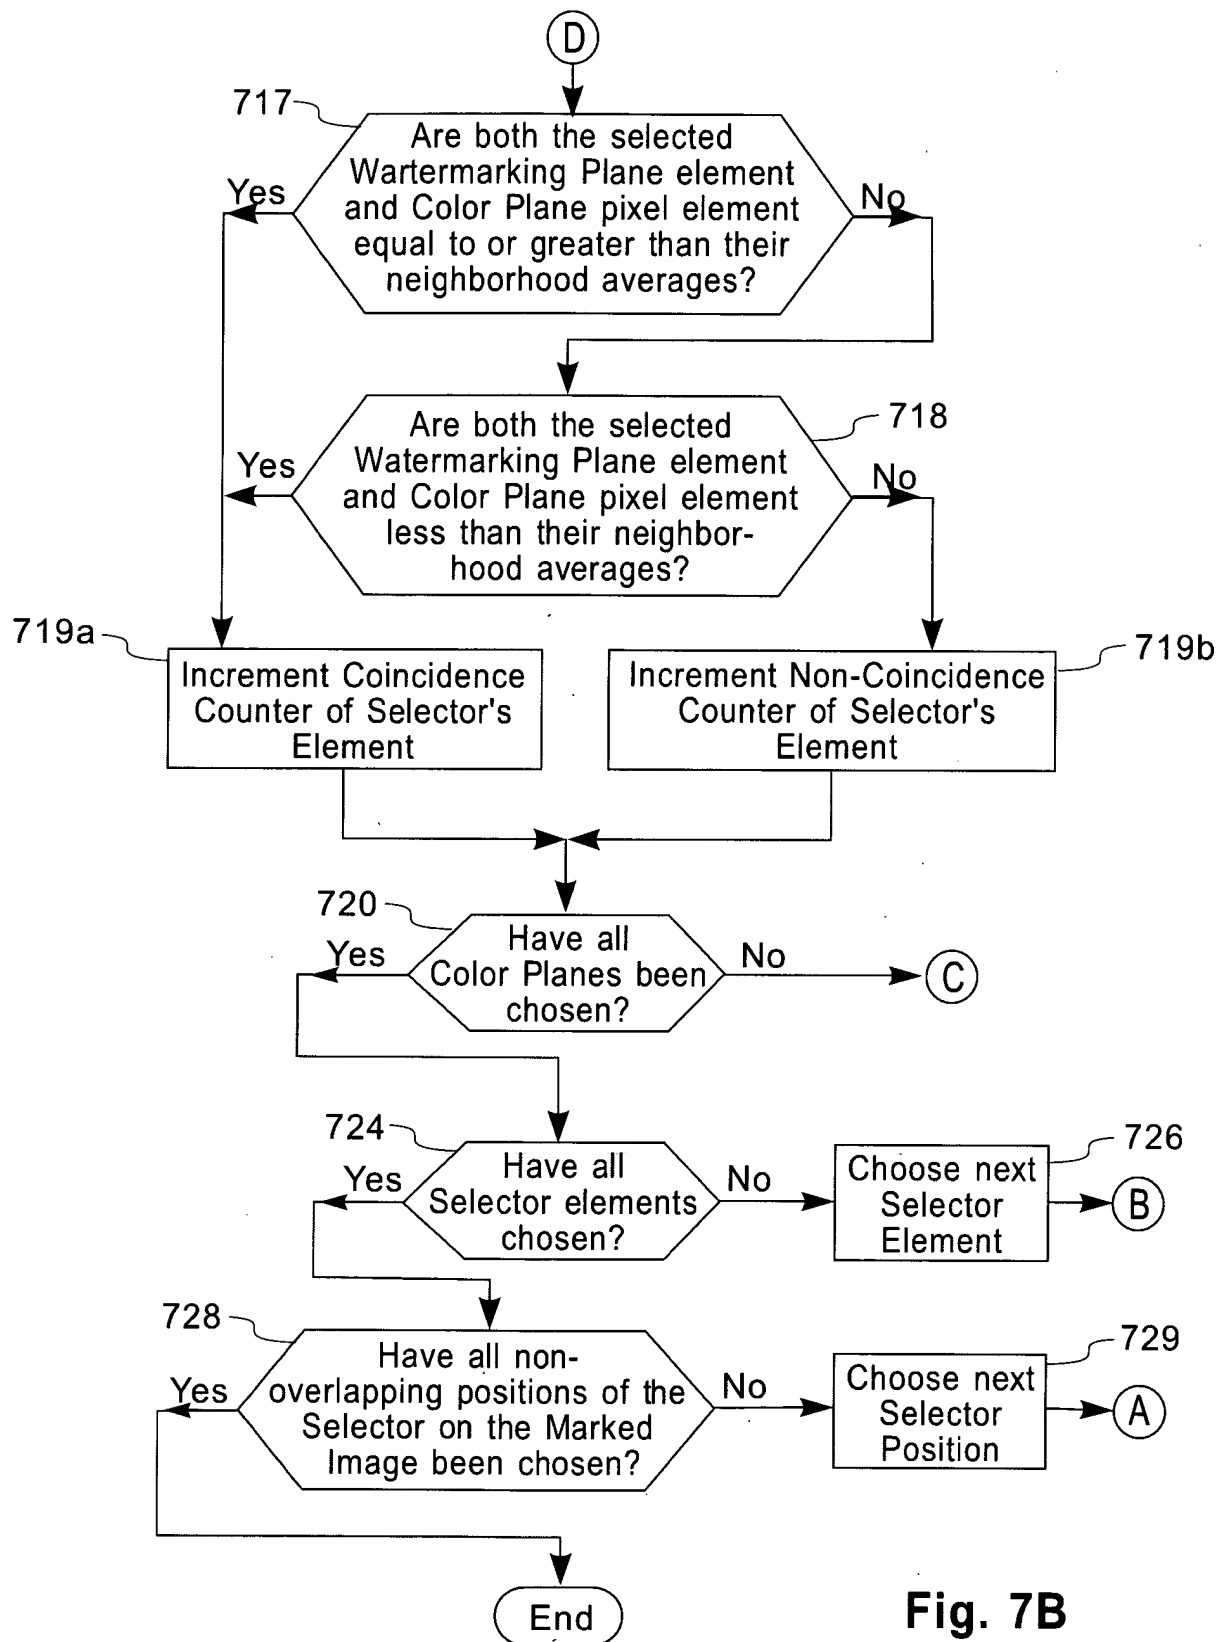 D
717
Are both the selected
Wartermarking Plane element
and Color Plane pixel element
equal to or greater than their
neighborhood averages?
Yes
No
718
Are both the selected
Watermarking Plane element
and Color Plane pixel element
less than their neighbor-
hood averages?
Yes
No
719a
Increment Coincidence
Counter of Selector's
Element
719b
Increment Non-Coincidence
Counter of Selector's
Element
720
Have all
Color Planes been
chosen?
Yes
No
C
724
Have all
Selector elements
chosen?
Yes
No
726
Choose next
Selector
Element
B
728
Have all non-
overlapping positions of the
Selector on the Marked
Image been chosen?
Yes
No
729
Choose next
Selector
Position
A
End
Fig. 7B